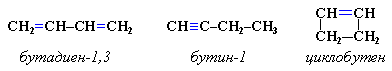 CH₂=CH-CH=CH₂
CH≡C-CH₂-CH₃
CH=CH
CH₂-CH₂
бутадиен-1,3
бутин-1
циклобутен